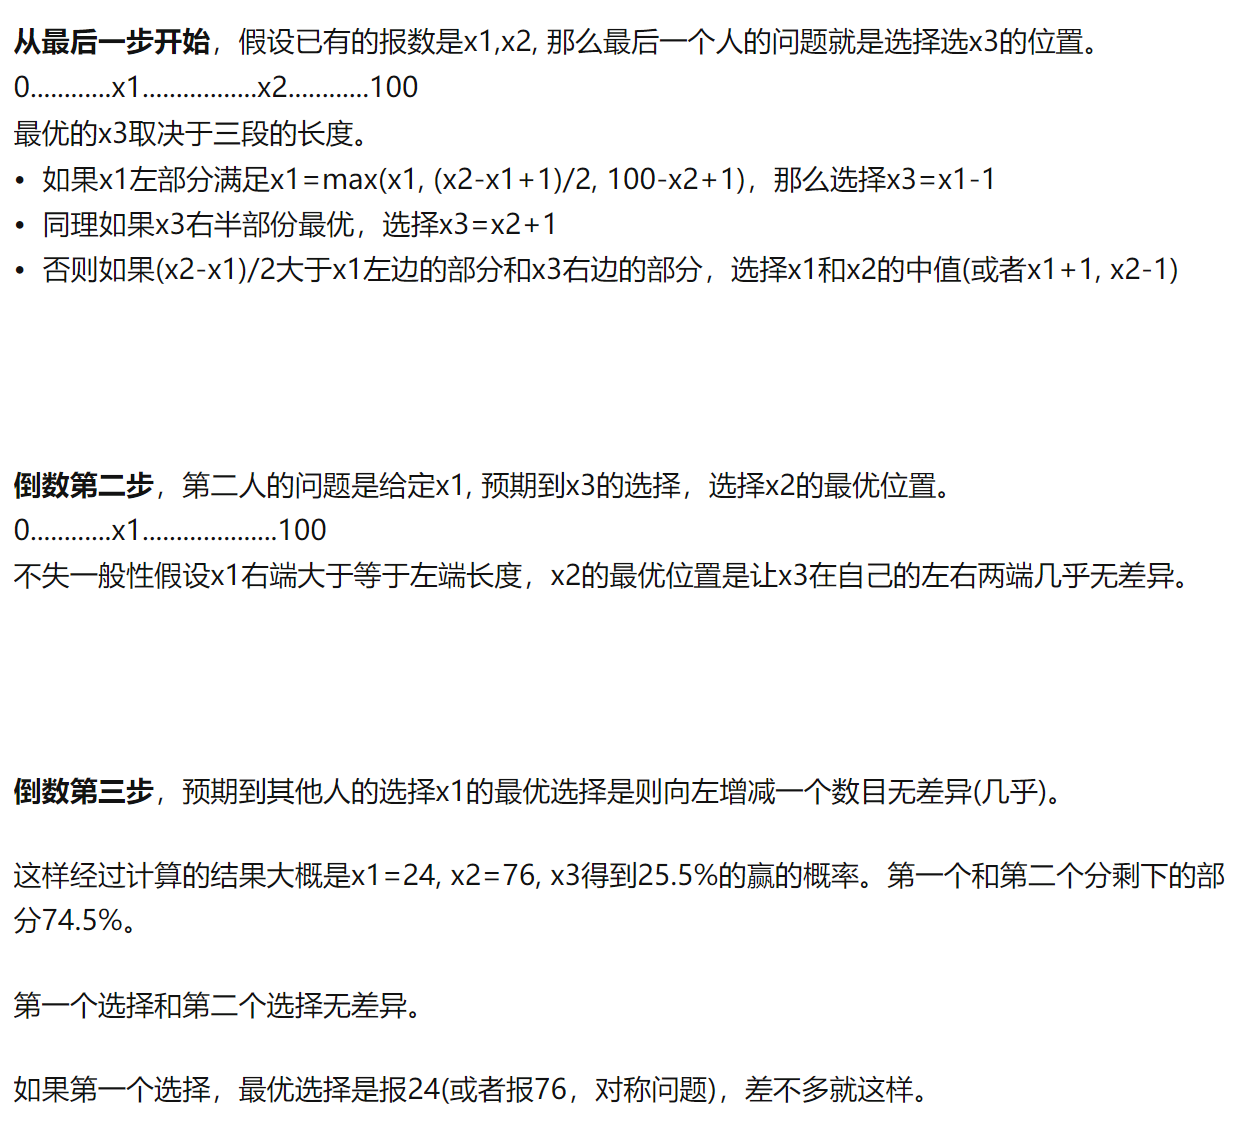 从最后一步开始，假设已有的报数是x1,x2, 那么最后一个人的问题就是选择选x3的位置。
0............x1.................x2............100
最优的x3取决于三段的长度。
• 如果x1左部分满足x1=max(x1, (x2-x1+1)/2, 100-x2+1)，那么选择x3=x1-1
• 同理如果x3右半部份最优，选择x3=x2+1
• 否则如果(x2-x1)/2大于x1左边的部分和x3右边的部分，选择x1和x2的中值(或者x1+1, x2-1)
倒数第二步，第二人的问题是给定x1, 预期到x3的选择，选择x2的最优位置。
0............x1....................100
不失一般性假设x1右端大于等于左端长度，x2的最优位置是让x3在自己的左右两端几乎无差异。
倒数第三步，预期到其他人的选择x1的最优选择是则向左增减一个数目无差异(几乎)。
这样经过计算的结果大概是x1=24, x2=76, x3得到25.5%的赢的概率。第一个和第二个分剩下的部
分74.5%。
第一个选择和第二个选择无差异。
如果第一个选择，最优选择是报24(或者报76，对称问题)，差不多就这样。